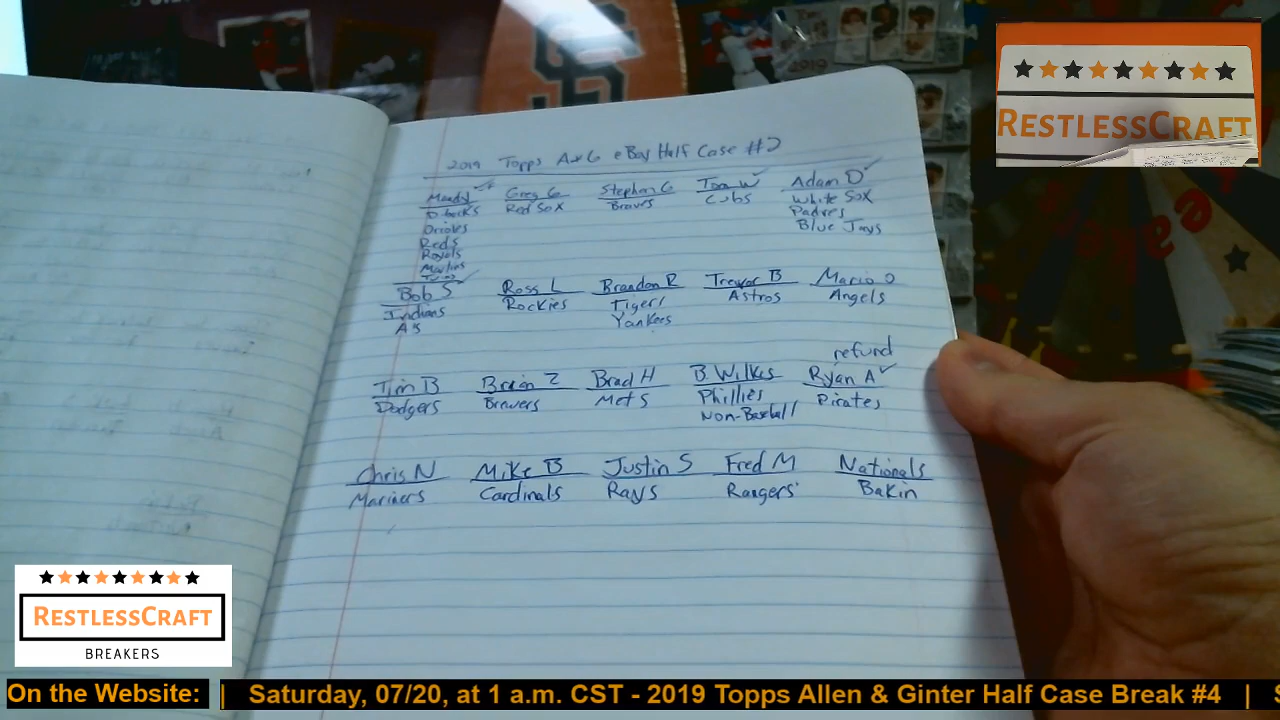 RESTLESSCRAFT
2019 Topps A+G eBay Half Case #2
Moody Greg G Stephen G Tom W Adam D
D-backs Red Sox Braves Cubs White Sox
Orioles Padres
Reds Blue Jays
Royals
Marlins
Twins
Bob S Ross L Brandon R Trevor B Mario O
Indians Rockies Tigers Astros Angels
A's Yankees
refund
Tim B Brian Z Brad H B Wilkes Ryan A
Dodgers Brewers Mets Phillies Pirates
Non-Baseball
Chris N Mike B Justin S Fred M Nationals
Mariners Cardinals Rays Rangers Bakin
RESTLESSCRAFT
BREAKERS
On the Website: | Saturday, 07/20, at 1 a.m. CST - 2019 Topps Allen & Ginter Half Case Break #4 | S